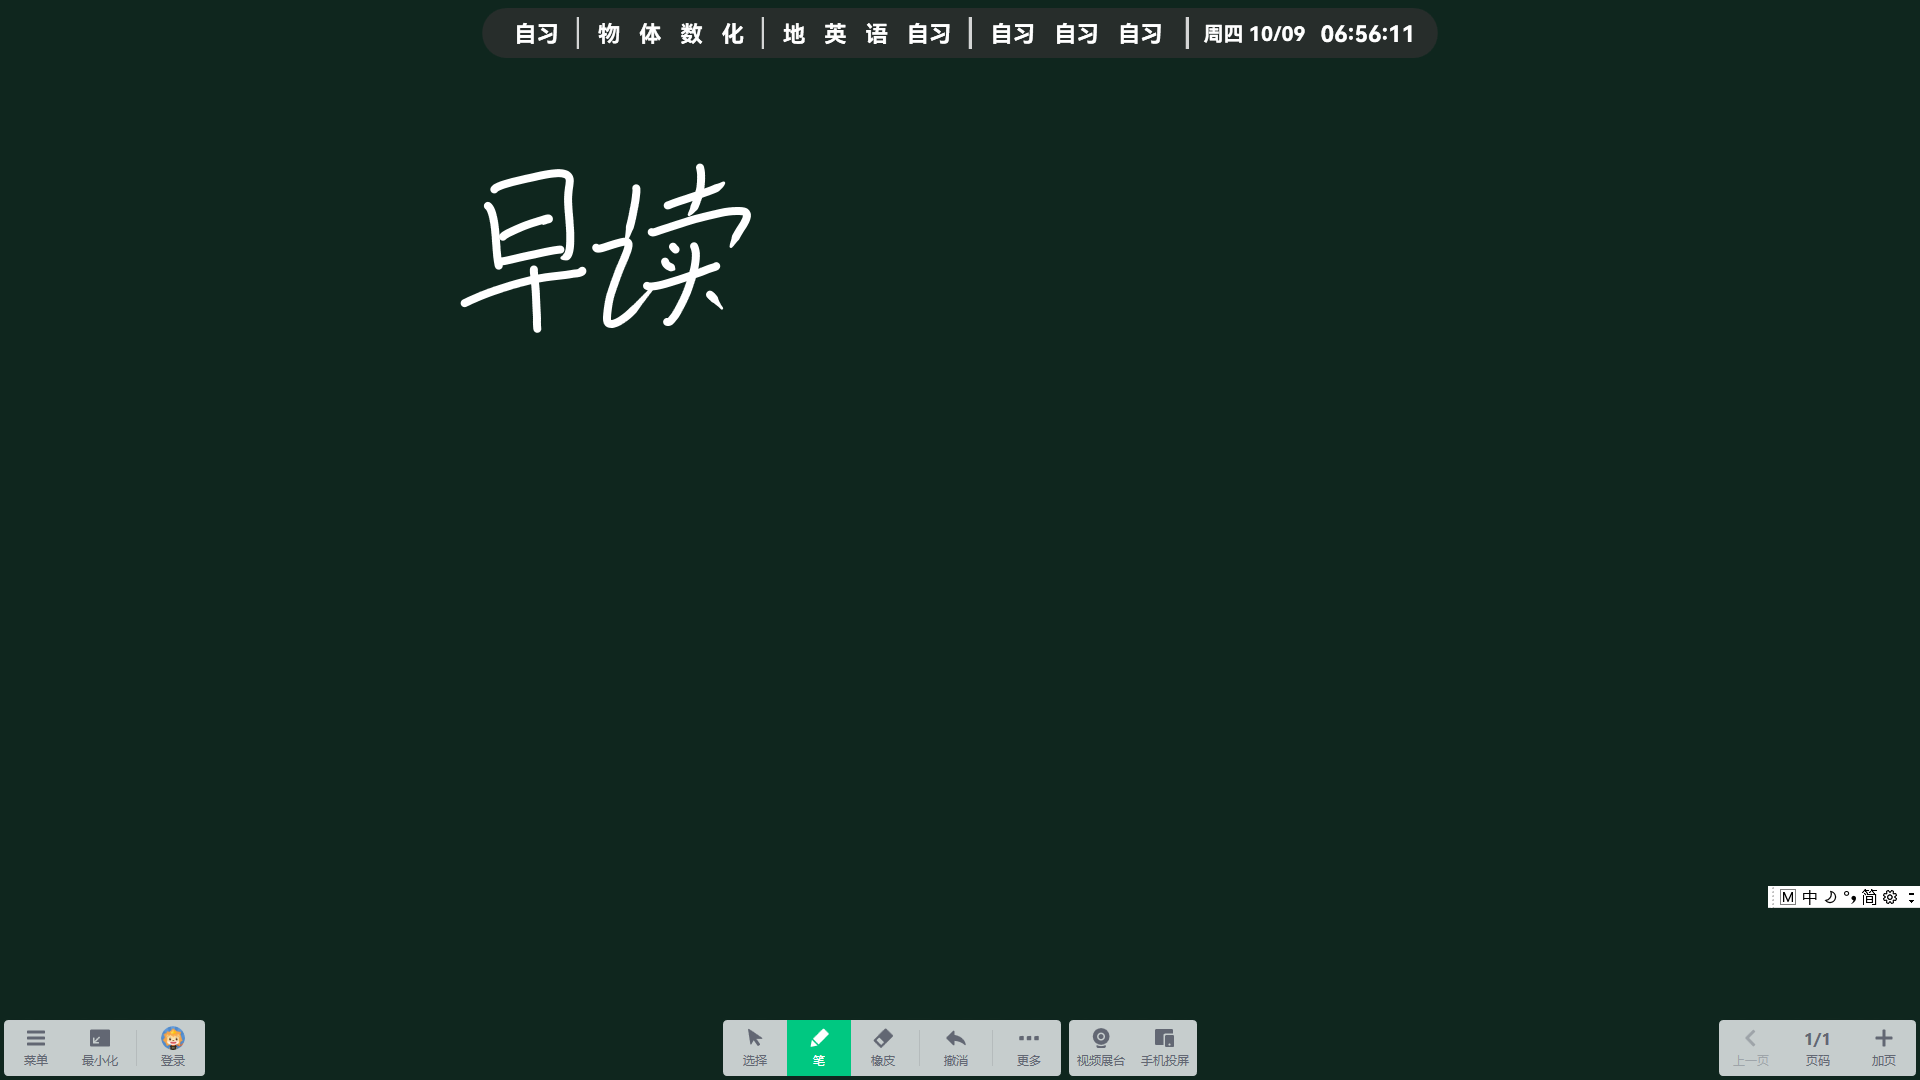 自习 物 体 数 化 地 英 语 自习 自习 自习 自习 周四 10/09 06:56:11
早读
M 中 简
菜单 最小化 登录 选择 笔 橡皮 撤消 更多 视频展台 手机投屏 上一页 1/1 页码 加页